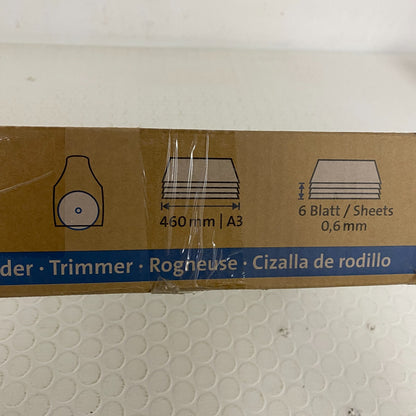 460 mm | A3
6 Blatt / Sheets
0,6 mm
der · Trimmer · Rogneuse · Cizalla de rodillo